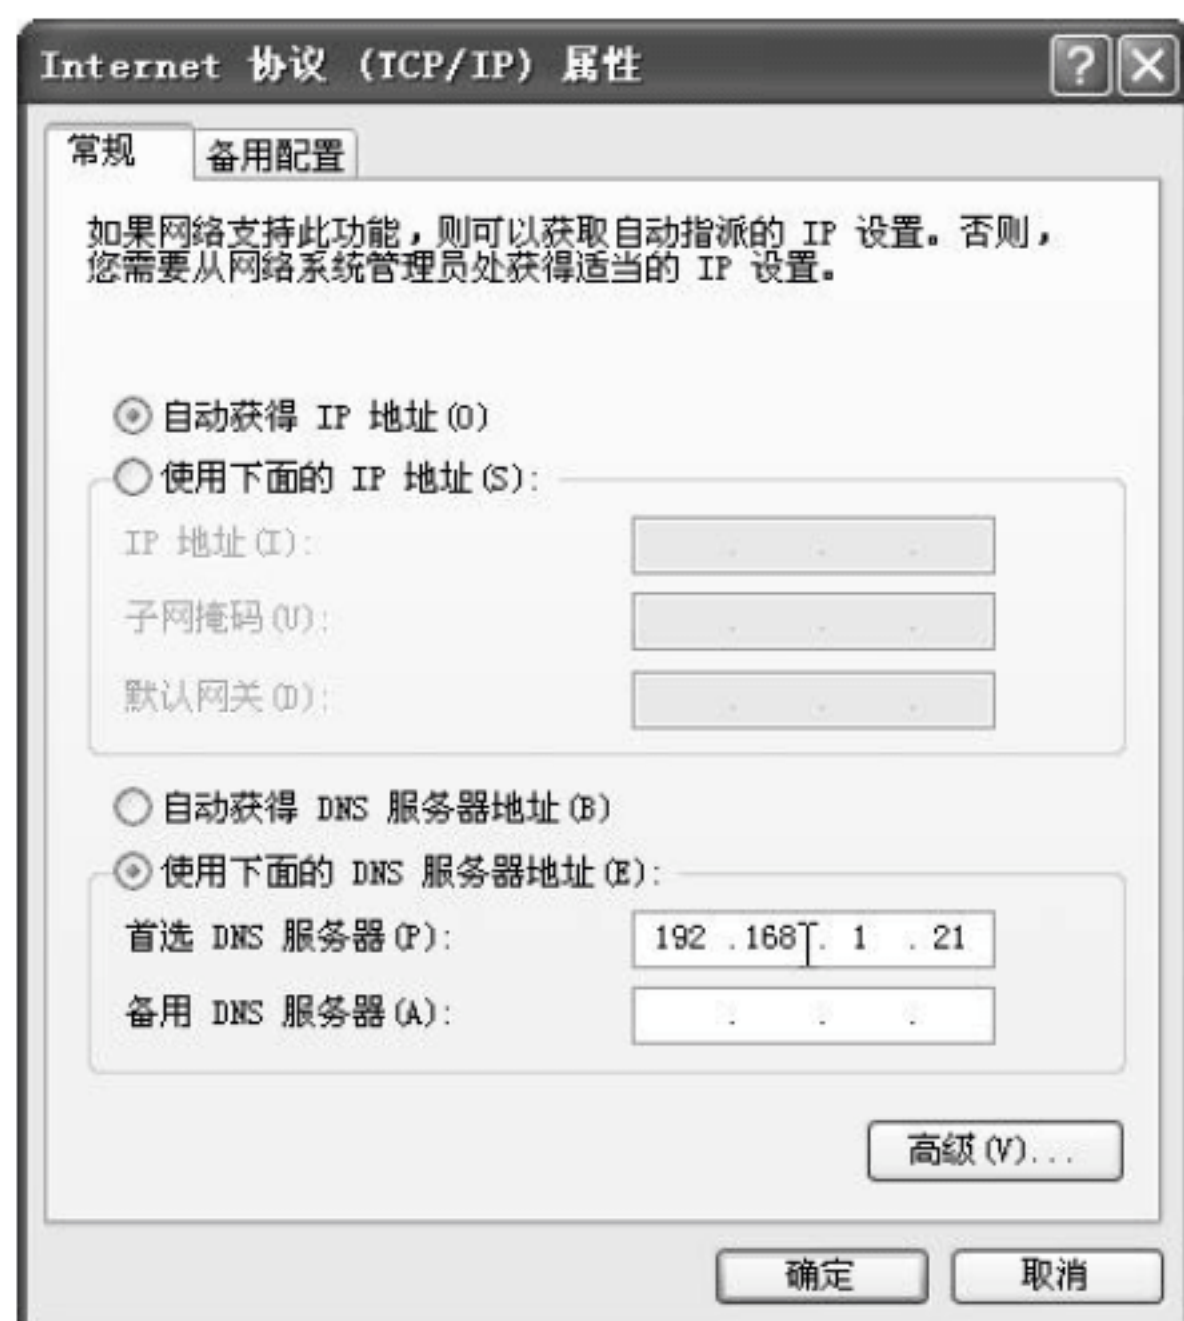 Internet 协议 (TCP/IP) 属性
常规
备用配置
如果网络支持此功能，则可以获取自动指派的 IP 设置。否则，
您需要从网络系统管理员处获得适当的 IP 设置。
自动获得 IP 地址(O)
使用下面的 IP 地址(S):
IP 地址(I):
子网掩码(U):
默认网关(D):
自动获得 DNS 服务器地址(B)
使用下面的 DNS 服务器地址(E):
首选 DNS 服务器(P): 192 .168 . 1 . 21
备用 DNS 服务器(A):
高级(V)...
确定 取消